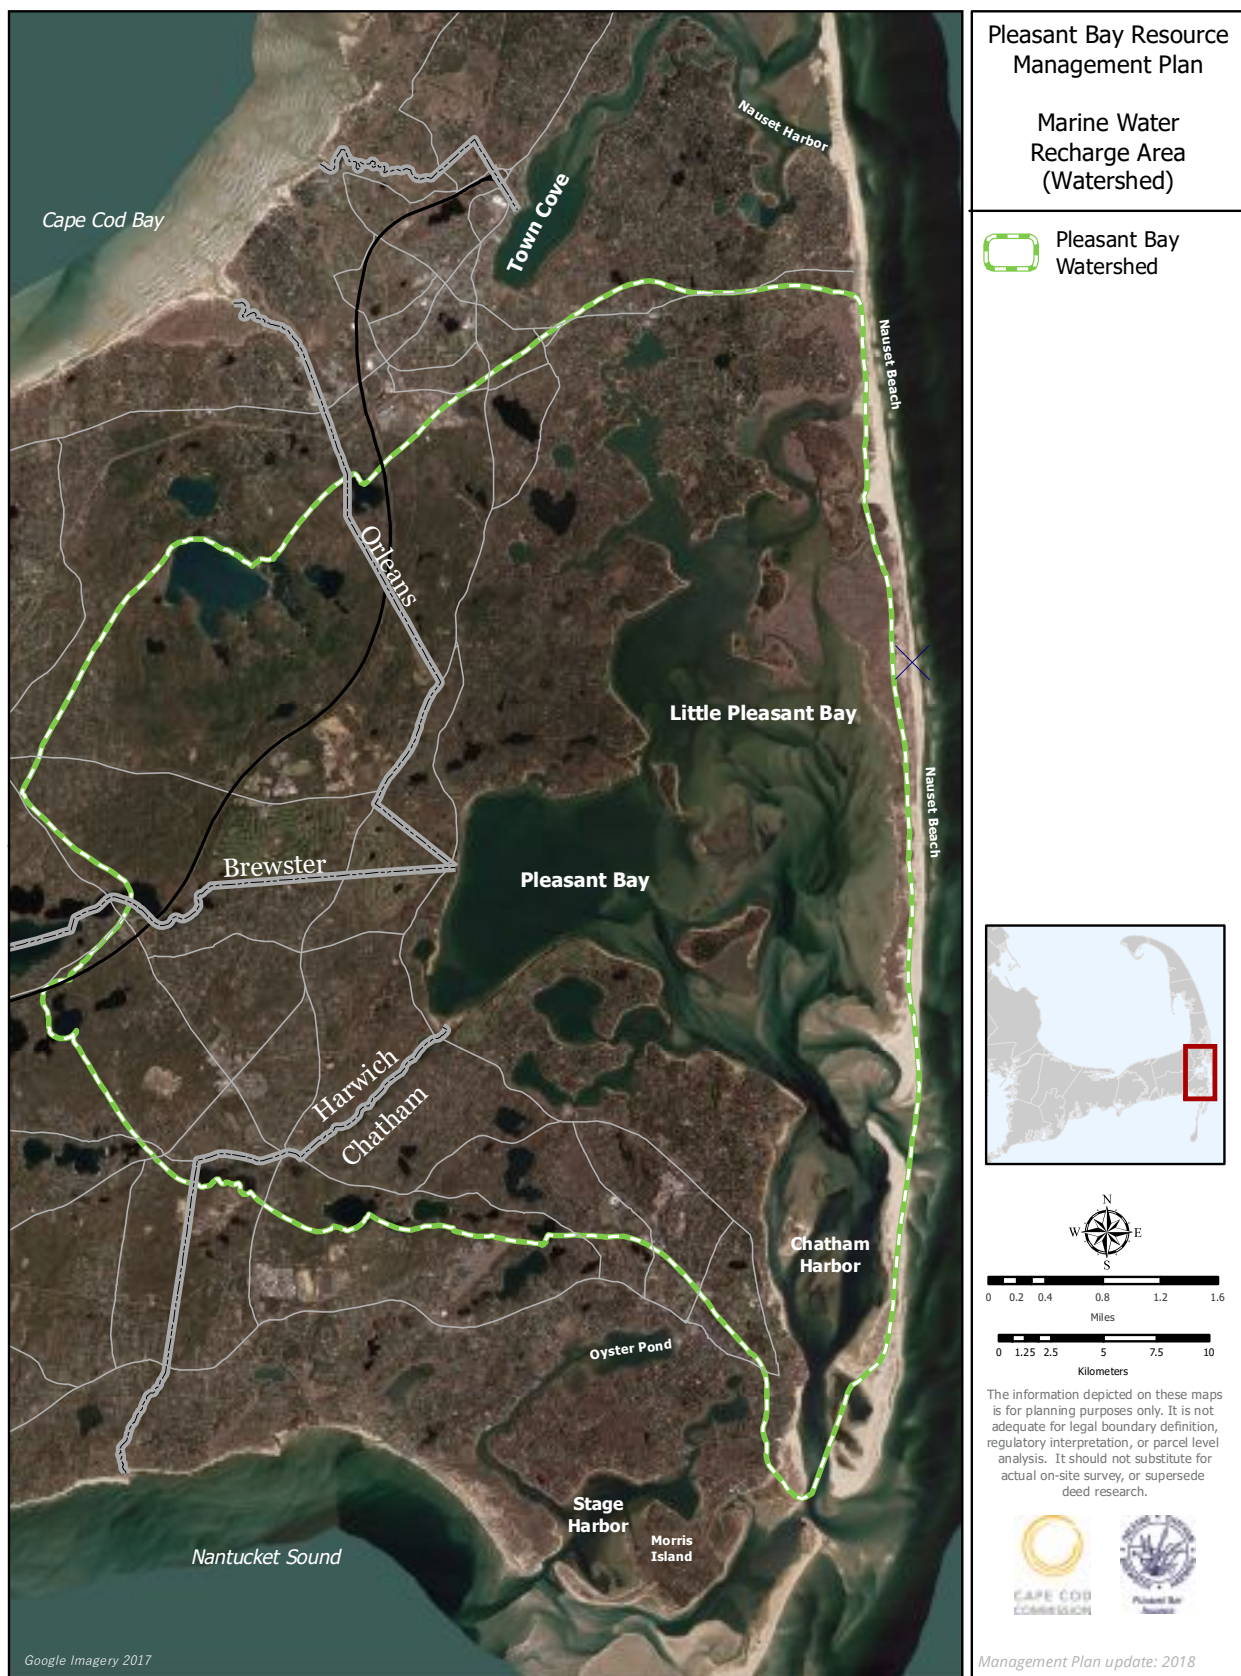 Pleasant Bay Resource
Management Plan
Marine Water
Recharge Area
(Watershed)
Pleasant Bay
Watershed
Nauset Harbor
Cape Cod Bay
Town Cove
Nauset Beach
Orleans
Little Pleasant Bay
Nauset Beach
Brewster
Pleasant Bay
Harwich
Chatham
Chatham
Harbor
Oyster Pond
Stage
Harbor
Morris
Island
Nantucket Sound
Google Imagery 2017
N
W E
S
0 0.2 0.4 0.8 1.2 1.6
Miles
0 1.25 2.5 5 7.5 10
Kilometers
The information depicted on these maps
is for planning purposes only. It is not
adequate for legal boundary definition,
regulatory interpretation, or parcel level
analysis. It should not substitute for
actual on-site survey, or supersede
deed research.
CAPE COD
COMMISSION
Pleasant Bay
Alliance
Management Plan update: 2018